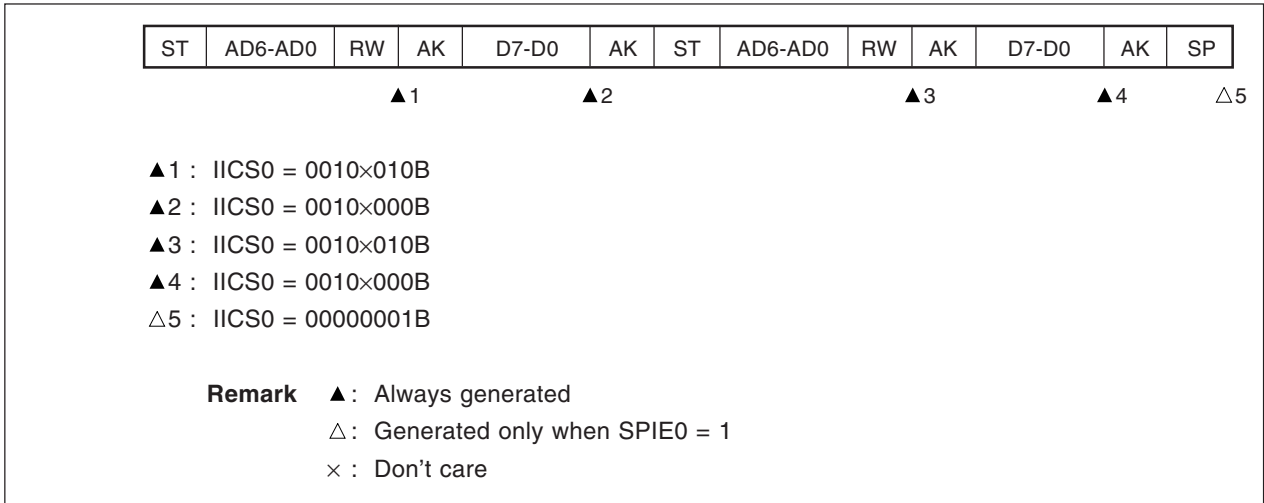 ST AD6-AD0 RW AK D7-D0 AK ST AD6-AD0 RW AK D7-D0 AK SP
▲1 ▲2 ▲3 ▲4 △5
▲1 : IICS0 = 0010×010B
▲2 : IICS0 = 0010×000B
▲3 : IICS0 = 0010×010B
▲4 : IICS0 = 0010×000B
△5 : IICS0 = 00000001B
Remark ▲ : Always generated
△ : Generated only when SPIE0 = 1
× : Don't care